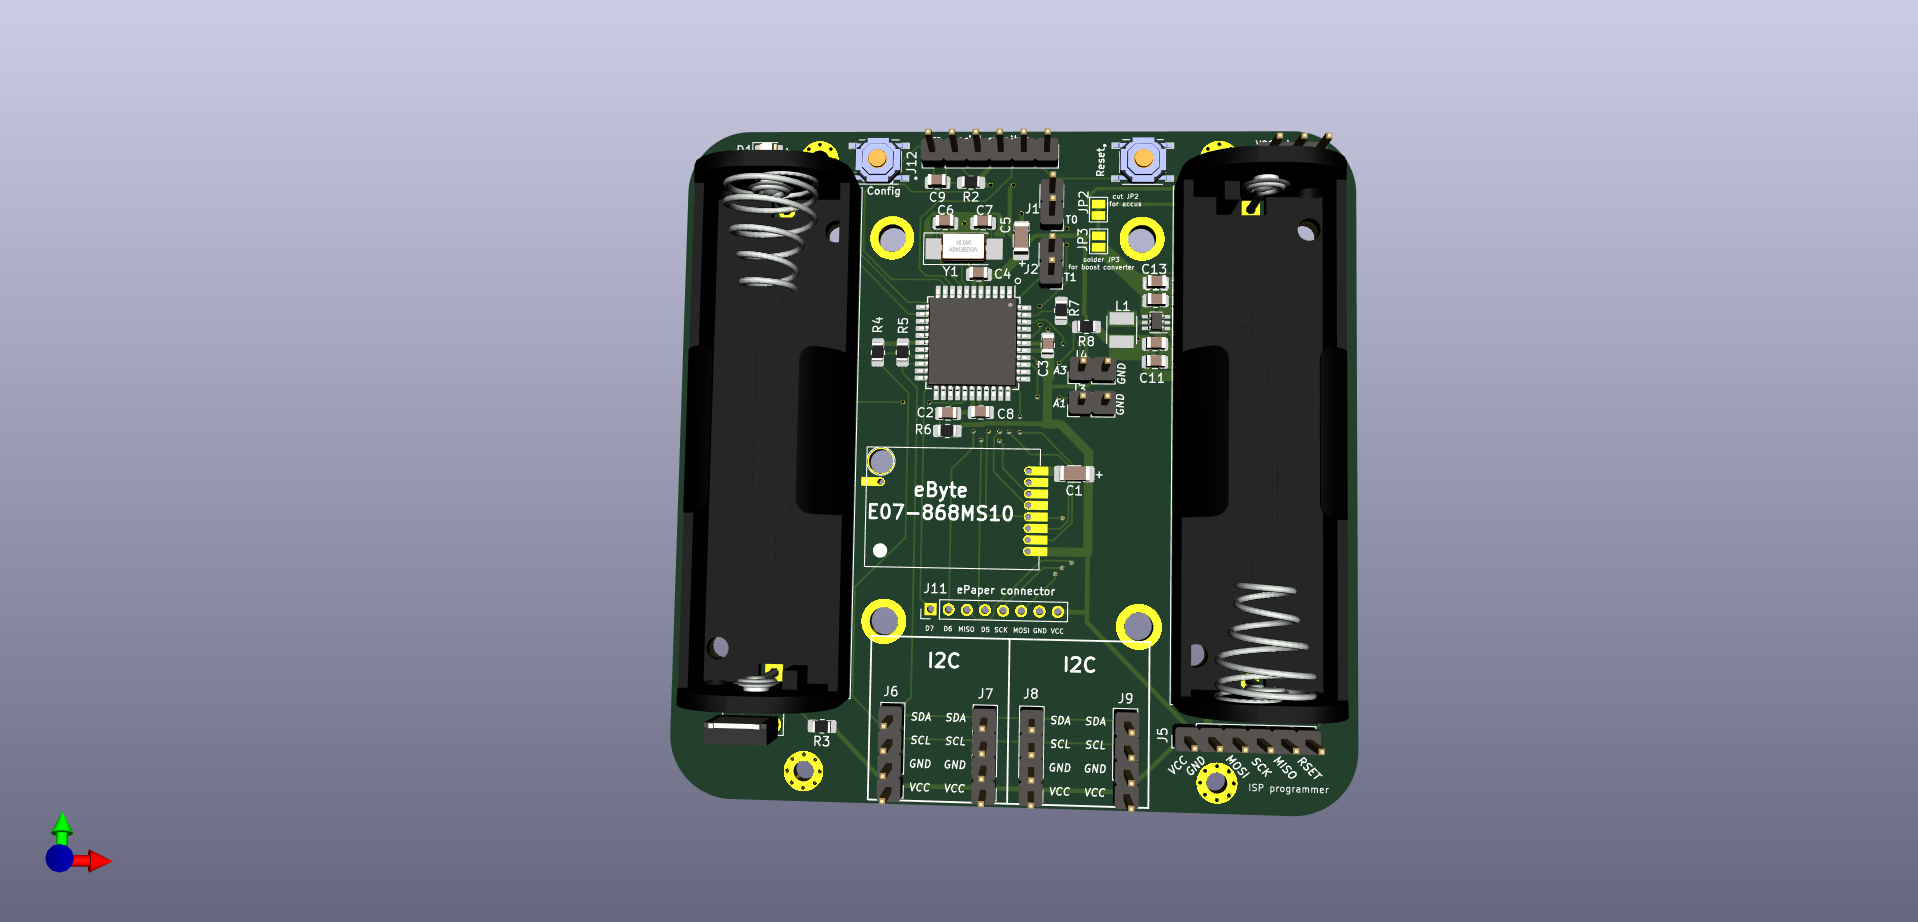 D1
J12
Config
Reset
C9
R2
C6
C7
C5
J1
T0
JP2
cut JP2
for accus
JP3
solder JP3
for boost converter
16.000
Y1
C4
J2
T1
C13
R4
R5
R7
L1
R8
C3
J4
A3
GND
C11
A1
GND
C2
C8
R6
eByte
E07-868MS10
+
C1
J11
ePaper connector
D7 D6 MISO D5 SCK MOSI GND VCC
I2C
I2C
J6
J7
J8
J9
SDA SDA SDA SDA
SCL SCL SCL SCL
GND GND GND GND
VCC VCC VCC VCC
R3
J5
VCC
GND
MOSI
SCK
MISO
RSET
ISP programmer